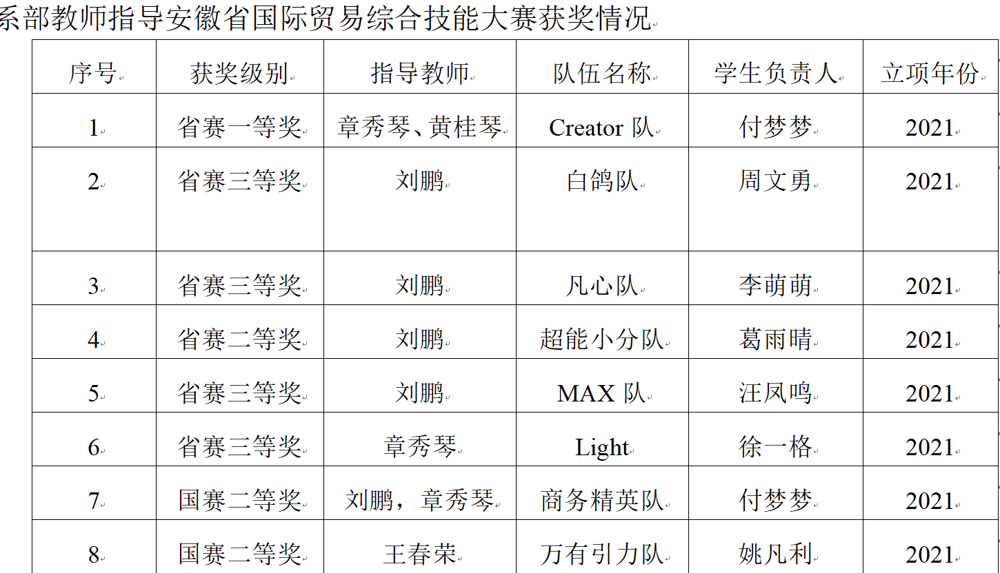 系部教师指导安徽省国际贸易综合技能大赛获奖情况
序号 获奖级别 指导教师 队伍名称 学生负责人 立项年份
1 省赛一等奖 章秀琴、黄桂琴 Creator 队 付梦梦 2021
2 省赛三等奖 刘鹏 白鸽队 周文勇 2021
3 省赛三等奖 刘鹏 凡心队 李萌萌 2021
4 省赛二等奖 刘鹏 超能小分队 葛雨晴 2021
5 省赛三等奖 刘鹏 MAX 队 汪凤鸣 2021
6 省赛三等奖 章秀琴 Light 徐一格 2021
7 国赛二等奖 刘鹏，章秀琴 商务精英队 付梦梦 2021
8 国赛二等奖 王春荣 万有引力队 姚凡利 2021